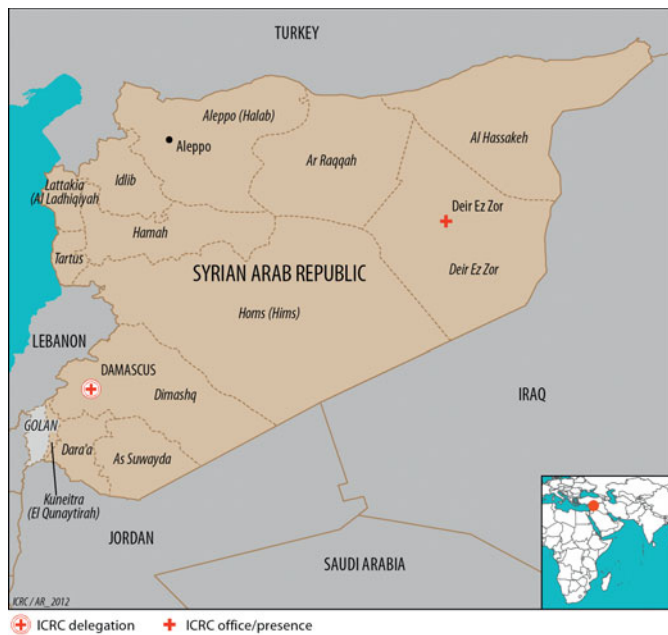 TURKEY
Aleppo (Halab)
Al Hassakeh
Aleppo
Ar Raqqah
Idlib
Lattakia
(Al Ladhiqiyah)
Deir Ez Zor
Hamah
Tartus
SYRIAN ARAB REPUBLIC
Deir Ez Zor
Homs (Hims)
LEBANON
DAMASCUS
Dimashq
IRAQ
GOLAN
Dara'a
As Suwayda
Kuneitra
(El Qunaytirah)
JORDAN
SAUDI ARABIA
ICRC / AR_2012
ICRC delegation
ICRC office/presence